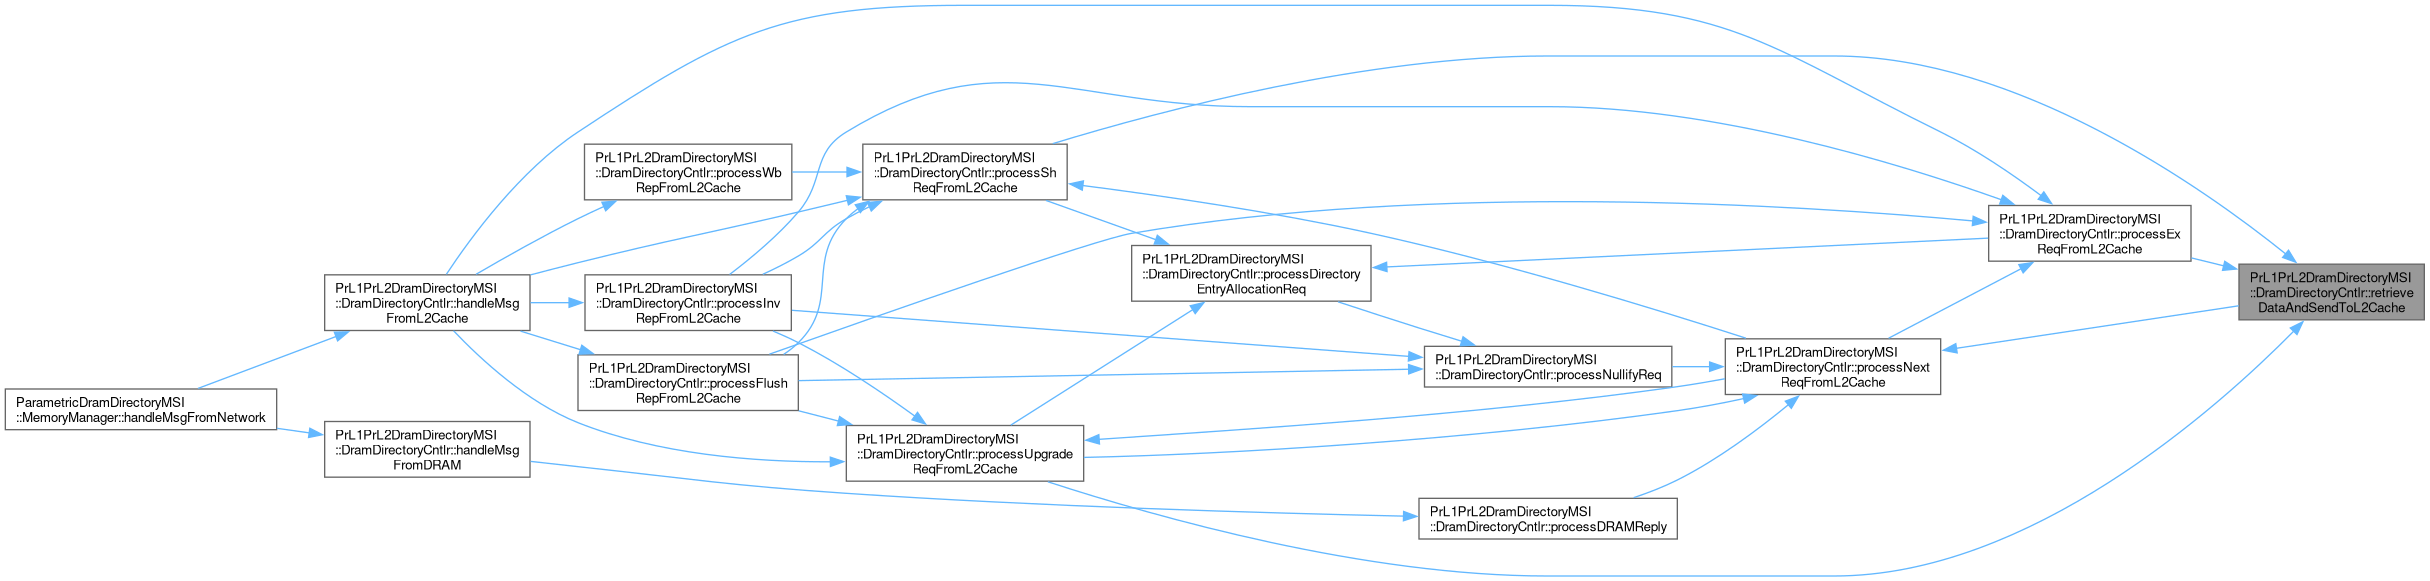 PrL1PrL2DramDirectoryMSI
::DramDirectoryCntlr::processWb
RepFromL2Cache
PrL1PrL2DramDirectoryMSI
::DramDirectoryCntlr::processSh
ReqFromL2Cache
PrL1PrL2DramDirectoryMSI
::DramDirectoryCntlr::processEx
ReqFromL2Cache
PrL1PrL2DramDirectoryMSI
::DramDirectoryCntlr::processDirectory
EntryAllocationReq
PrL1PrL2DramDirectoryMSI
::DramDirectoryCntlr::retrieve
DataAndSendToL2Cache
PrL1PrL2DramDirectoryMSI
::DramDirectoryCntlr::handleMsg
FromL2Cache
PrL1PrL2DramDirectoryMSI
::DramDirectoryCntlr::processInv
RepFromL2Cache
PrL1PrL2DramDirectoryMSI
::DramDirectoryCntlr::processFlush
RepFromL2Cache
PrL1PrL2DramDirectoryMSI
::DramDirectoryCntlr::processNullifyReq
PrL1PrL2DramDirectoryMSI
::DramDirectoryCntlr::processNext
ReqFromL2Cache
ParametricDramDirectoryMSI
::MemoryManager::handleMsgFromNetwork
PrL1PrL2DramDirectoryMSI
::DramDirectoryCntlr::handleMsg
FromDRAM
PrL1PrL2DramDirectoryMSI
::DramDirectoryCntlr::processUpgrade
ReqFromL2Cache
PrL1PrL2DramDirectoryMSI
::DramDirectoryCntlr::processDRAMReply